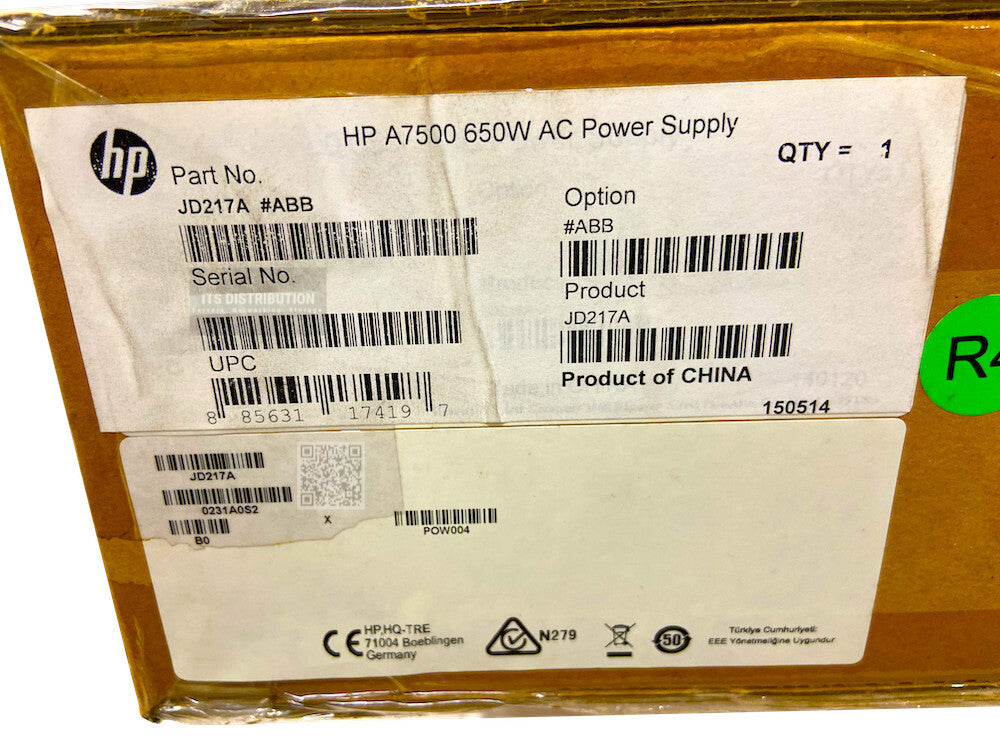 HP A7500 650W AC Power Supply
QTY = 1
hp
Part No.
JD217A #ABB
Option
#ABB
Serial No.
ITS DISTRIBUTION
Product
JD217A
UPC
8 85631 17419 7
Product of CHINA
150514
R4
JD217A
0231A0S2
X
B0
POW004
CE
HP,HQ-TRE
71004 Boeblingen
Germany
N279
50
Türkiye Cumhuriyeti:
EEE Yönetmeliğine Uygundur